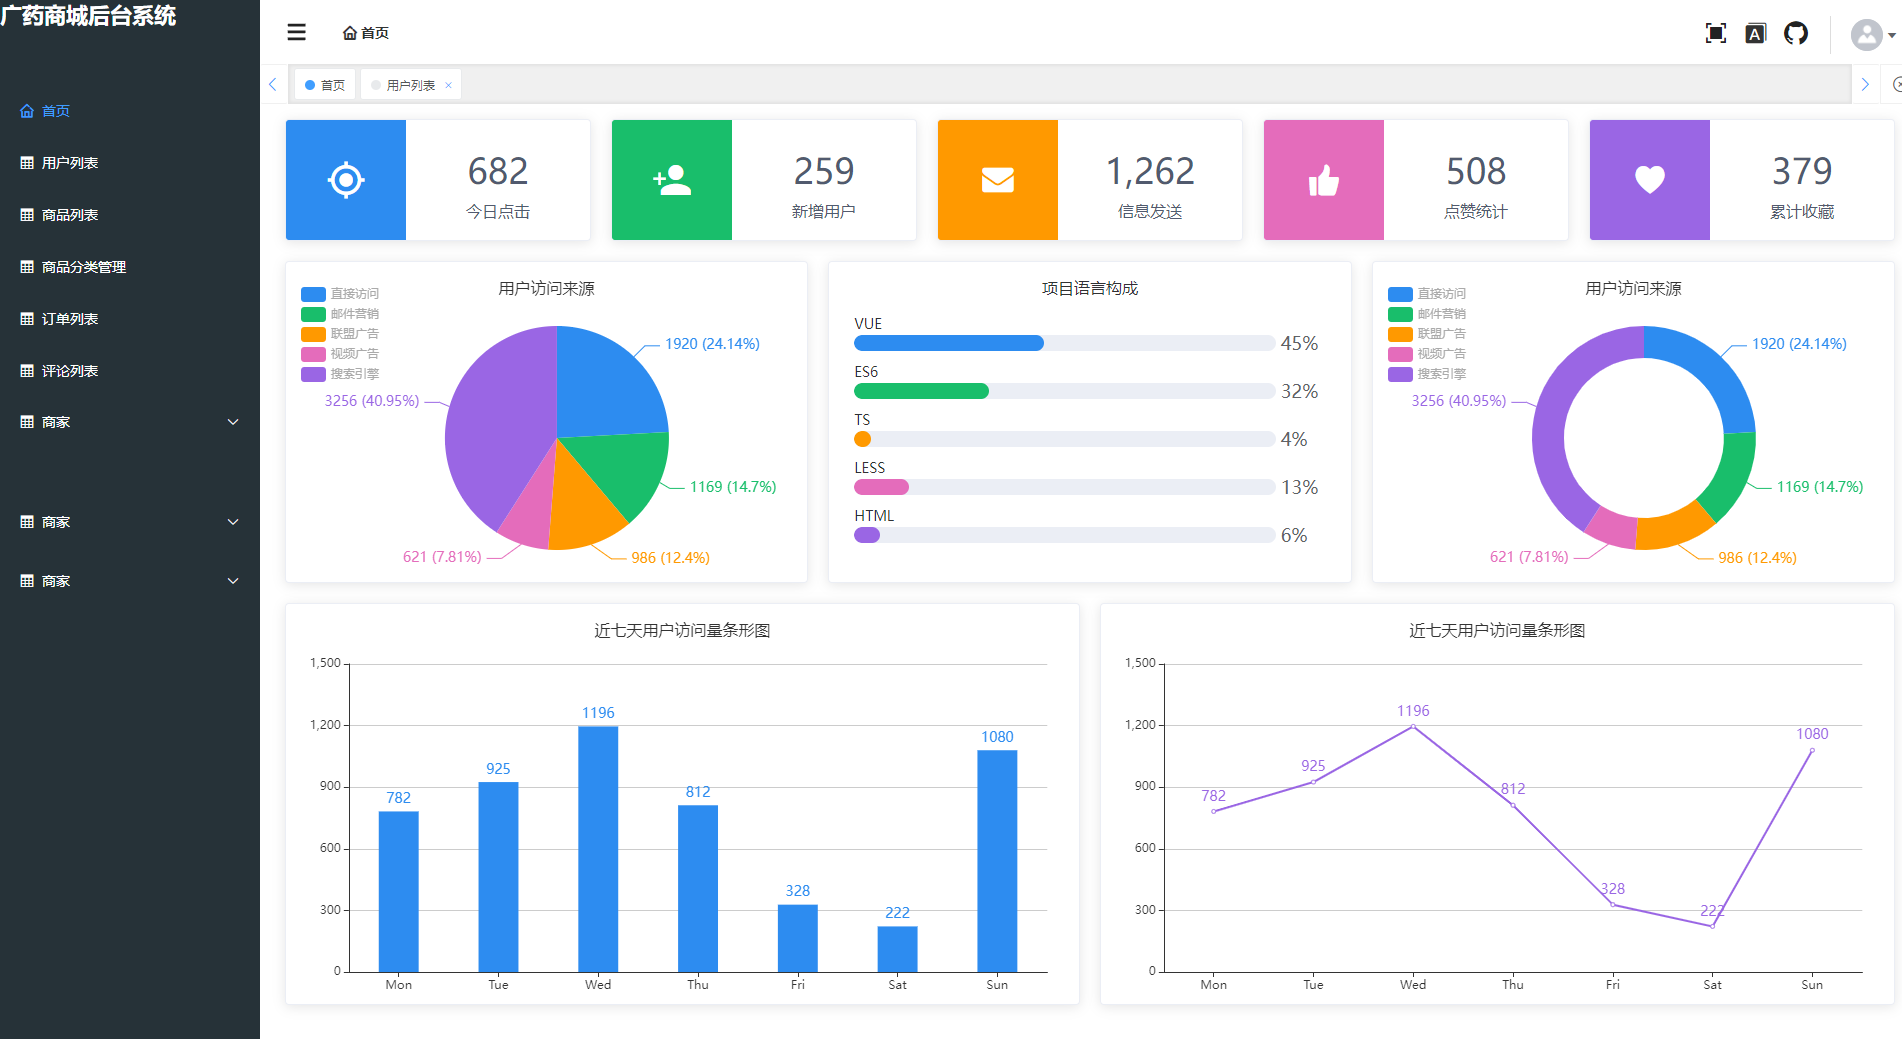 广药商城后台系统
首页
用户列表
商品列表
商品分类管理
订单列表
评论列表
商家
商家
商家
首页
A
首页
用户列表 ×
682
今日点击
259
新增用户
1,262
信息发送
508
点赞统计
379
累计收藏
用户访问来源
直接访问
邮件营销
联盟广告
视频广告
搜索引擎
1920 (24.14%)
3256 (40.95%)
1169 (14.7%)
621 (7.81%)
986 (12.4%)
项目语言构成
VUE
45%
ES6
32%
TS
4%
LESS
13%
HTML
6%
用户访问来源
直接访问
邮件营销
联盟广告
视频广告
搜索引擎
1920 (24.14%)
3256 (40.95%)
1169 (14.7%)
621 (7.81%)
986 (12.4%)
近七天用户访问量条形图
1,500
1,200
900
600
300
0
782
925
1196
812
328
222
1080
Mon Tue Wed Thu Fri Sat Sun
近七天用户访问量条形图
1,500
1,200
900
600
300
0
782
925
1196
812
328
222
1080
Mon Tue Wed Thu Fri Sat Sun